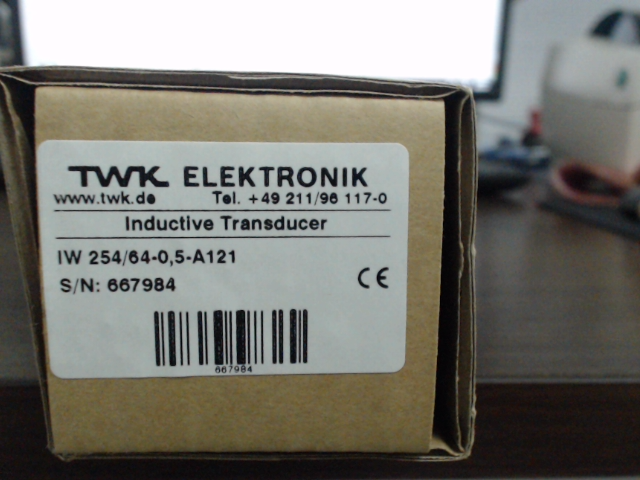 TWK ELEKTRONIK
www.twk.de Tel. +49 211/96 117-0
Inductive Transducer
IW 254/64-0,5-A121
S/N: 667984 CE
667984